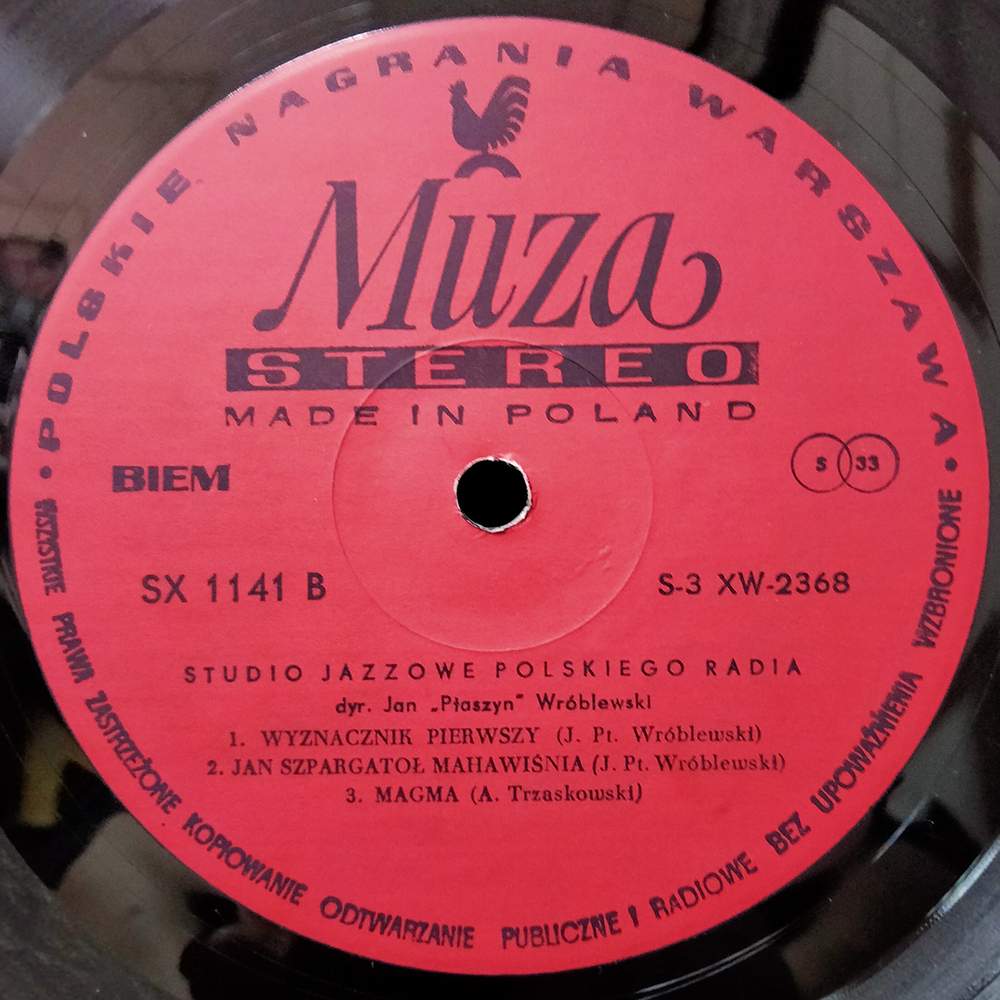 POLSKIE NAGRANIA WARSZAWA
Muza
STEREO
MADE IN POLAND
BIEM
S 33
SX 1141 B
S-3 XW-2368
STUDIO JAZZOWE POLSKIEGO RADIA
dyr. Jan „Ptaszyn" Wróblewski
1. WYZNACZNIK PIERWSZY (J. Pt. Wróblewski)
2. JAN SZPARGATOŁ MAHAWIŚNIA (J. Pt. Wróblewski)
3. MAGMA (A. Trzaskowski)
• WSZYSTKIE PRAWA ZASTRZEŻONE KOPIOWANIE ODTWARZANIE PUBLICZNE I RADIOWE BEZ UPOWAŻNIENIA WZBRONIONE •